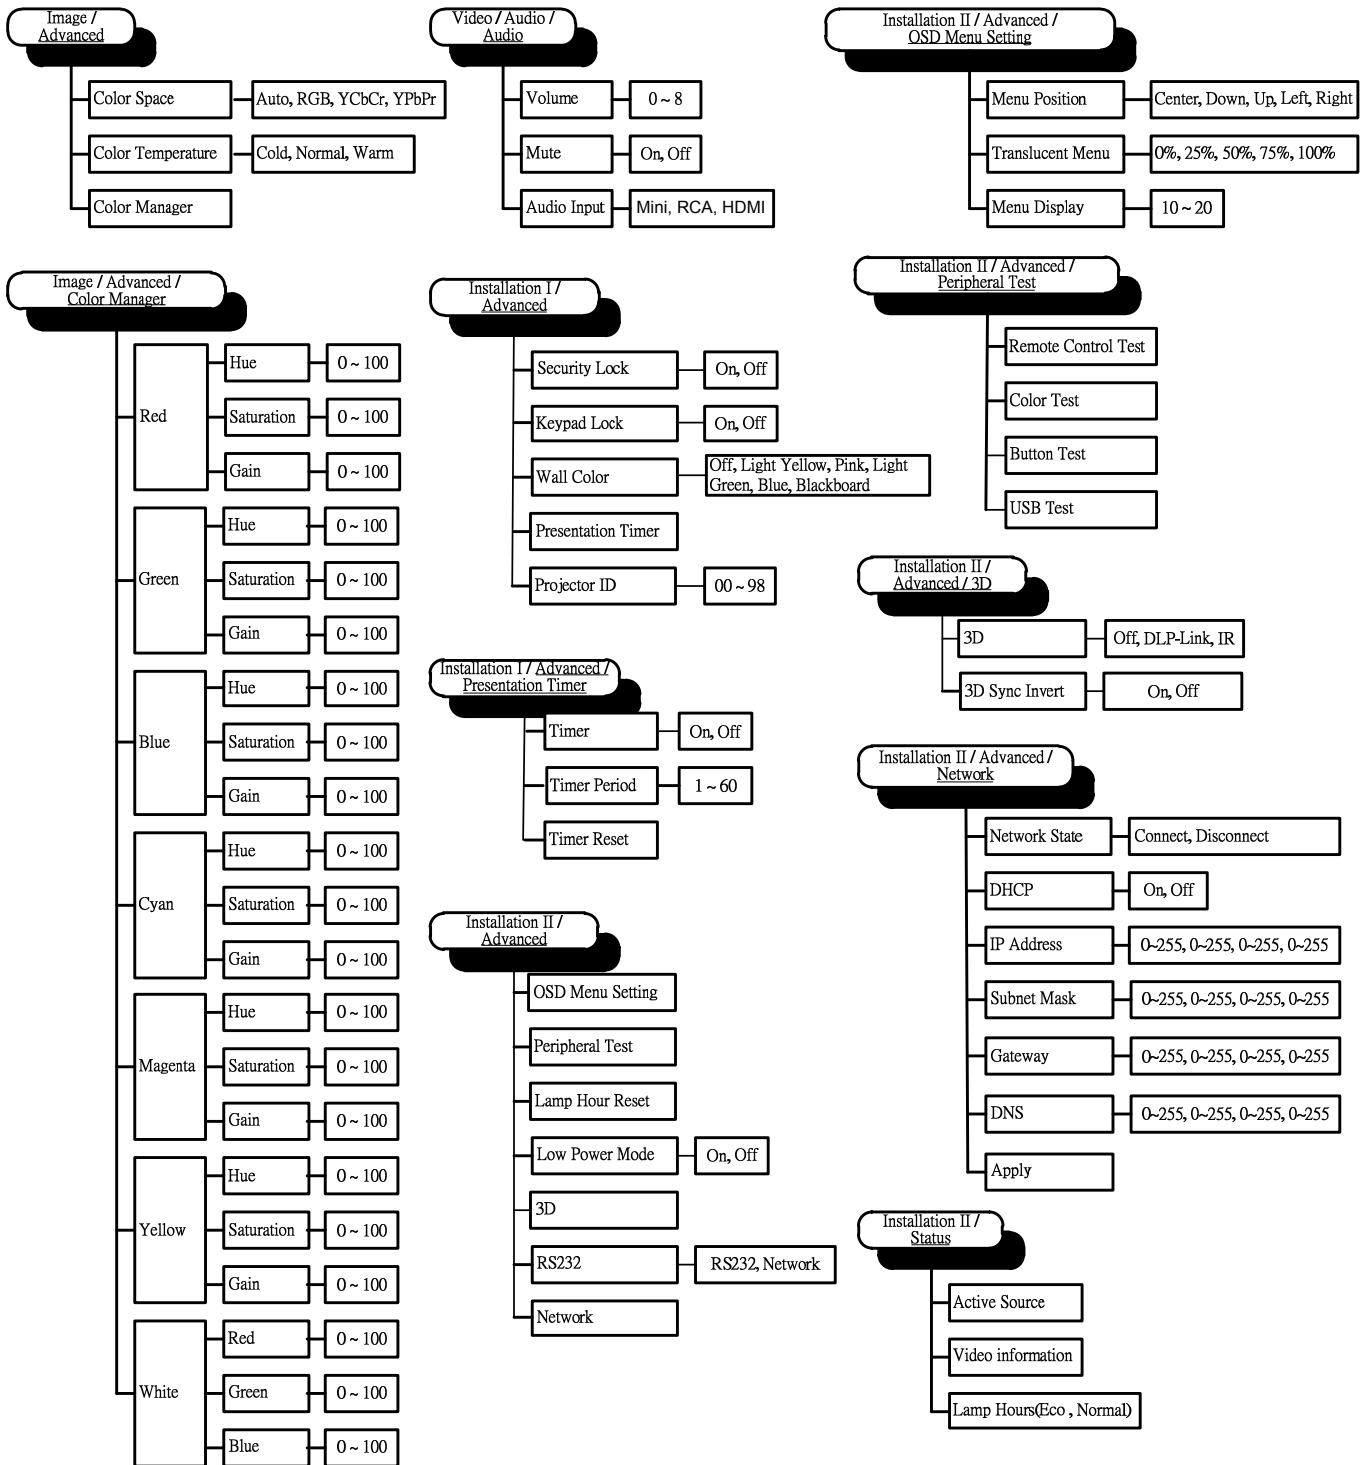 Image /
Advanced
Color Space
Auto, RGB, YCbCr, YPbPr
Color Temperature
Cold, Normal, Warm
Color Manager
Image / Advanced /
Color Manager
Red
Hue
0 ~ 100
Saturation
0 ~ 100
Gain
0 ~ 100
Green
Hue
0 ~ 100
Saturation
0 ~ 100
Gain
0 ~ 100
Blue
Hue
0 ~ 100
Saturation
0 ~ 100
Gain
0 ~ 100
Cyan
Hue
0 ~ 100
Saturation
0 ~ 100
Gain
0 ~ 100
Magenta
Hue
0 ~ 100
Saturation
0 ~ 100
Gain
0 ~ 100
Yellow
Hue
0 ~ 100
Saturation
0 ~ 100
Gain
0 ~ 100
White
Red
0 ~ 100
Green
0 ~ 100
Blue
0 ~ 100
Video / Audio /
Audio
Volume
0 ~ 8
Mute
On, Off
Audio Input
Mini, RCA, HDMI
Installation I /
Advanced
Security Lock
On, Off
Keypad Lock
On, Off
Wall Color
Off, Light Yellow, Pink, Light
Green, Blue, Blackboard
Presentation Timer
Projector ID
00 ~ 98
Installation I / Advanced /
Presentation Timer
Timer
On, Off
Timer Period
1 ~ 60
Timer Reset
Installation II /
Advanced
OSD Menu Setting
Peripheral Test
Lamp Hour Reset
Low Power Mode
On, Off
3D
RS232
RS232, Network
Network
Installation II / Advanced /
OSD Menu Setting
Menu Position
Center, Down, Up, Left, Right
Translucent Menu
0%, 25%, 50%, 75%, 100%
Menu Display
10 ~ 20
Installation II / Advanced /
Peripheral Test
Remote Control Test
Color Test
Button Test
USB Test
Installation II /
Advanced / 3D
3D
Off, DLP-Link, IR
3D Sync Invert
On, Off
Installation II / Advanced /
Network
Network State
Connect, Disconnect
DHCP
On, Off
IP Address
0~255, 0~255, 0~255, 0~255
Subnet Mask
0~255, 0~255, 0~255, 0~255
Gateway
0~255, 0~255, 0~255, 0~255
DNS
0~255, 0~255, 0~255, 0~255
Apply
Installation II /
Status
Active Source
Video information
Lamp Hours(Eco , Normal)